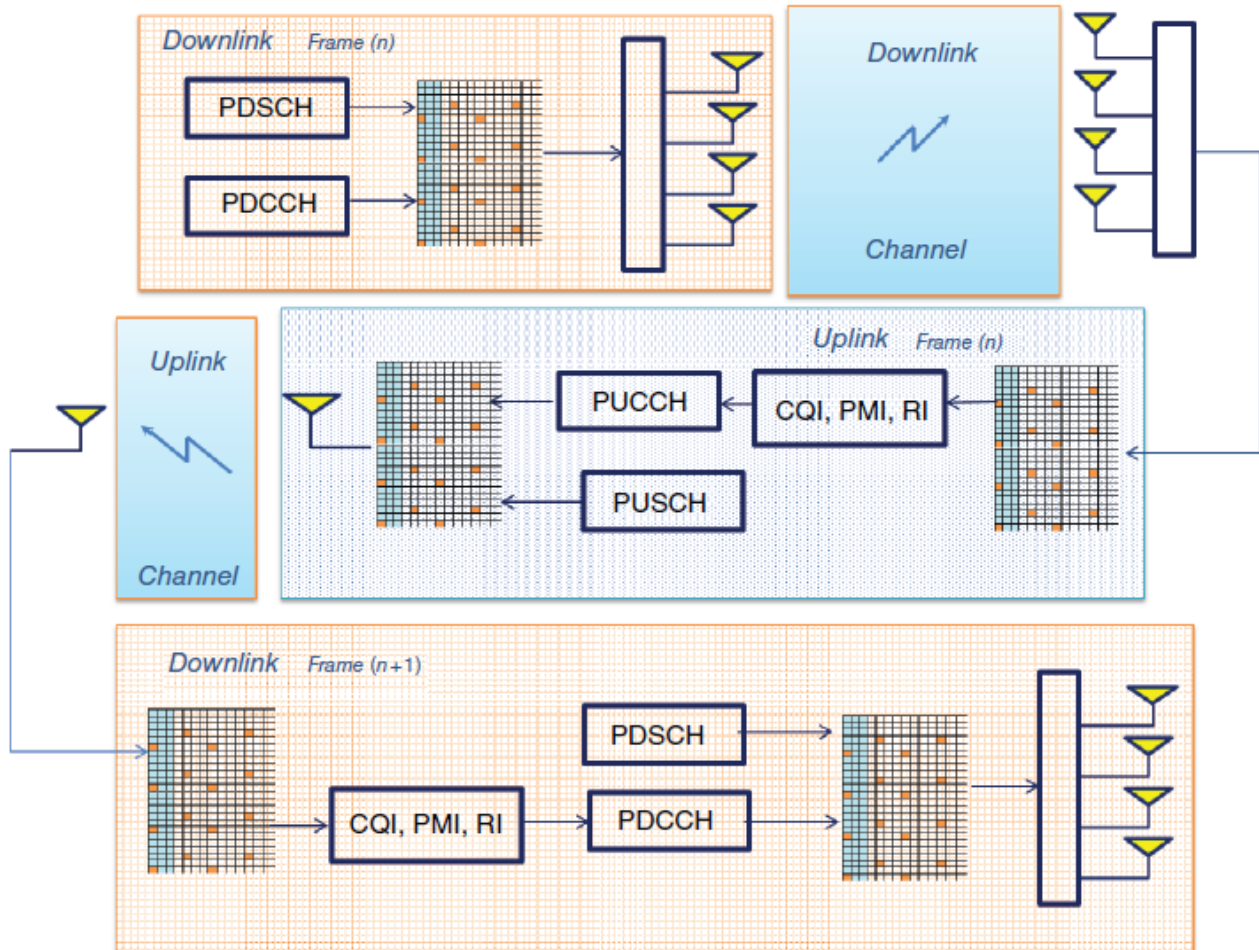 Downlink Frame (n)
PDSCH
PDCCH
Downlink
Channel
Uplink
Channel
Uplink Frame (n)
PUCCH
CQI, PMI, RI
PUSCH
Downlink Frame (n+1)
CQI, PMI, RI
PDSCH
PDCCH